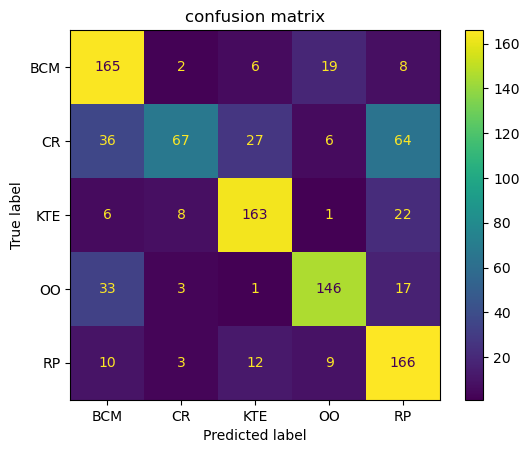 confusion matrix
BCM 165 2 6 19 8
CR 36 67 27 6 64
KTE 6 8 163 1 22
OO 33 3 1 146 17
RP 10 3 12 9 166
BCM CR KTE OO RP
Predicted label
True label
160
140
120
100
80
60
40
20